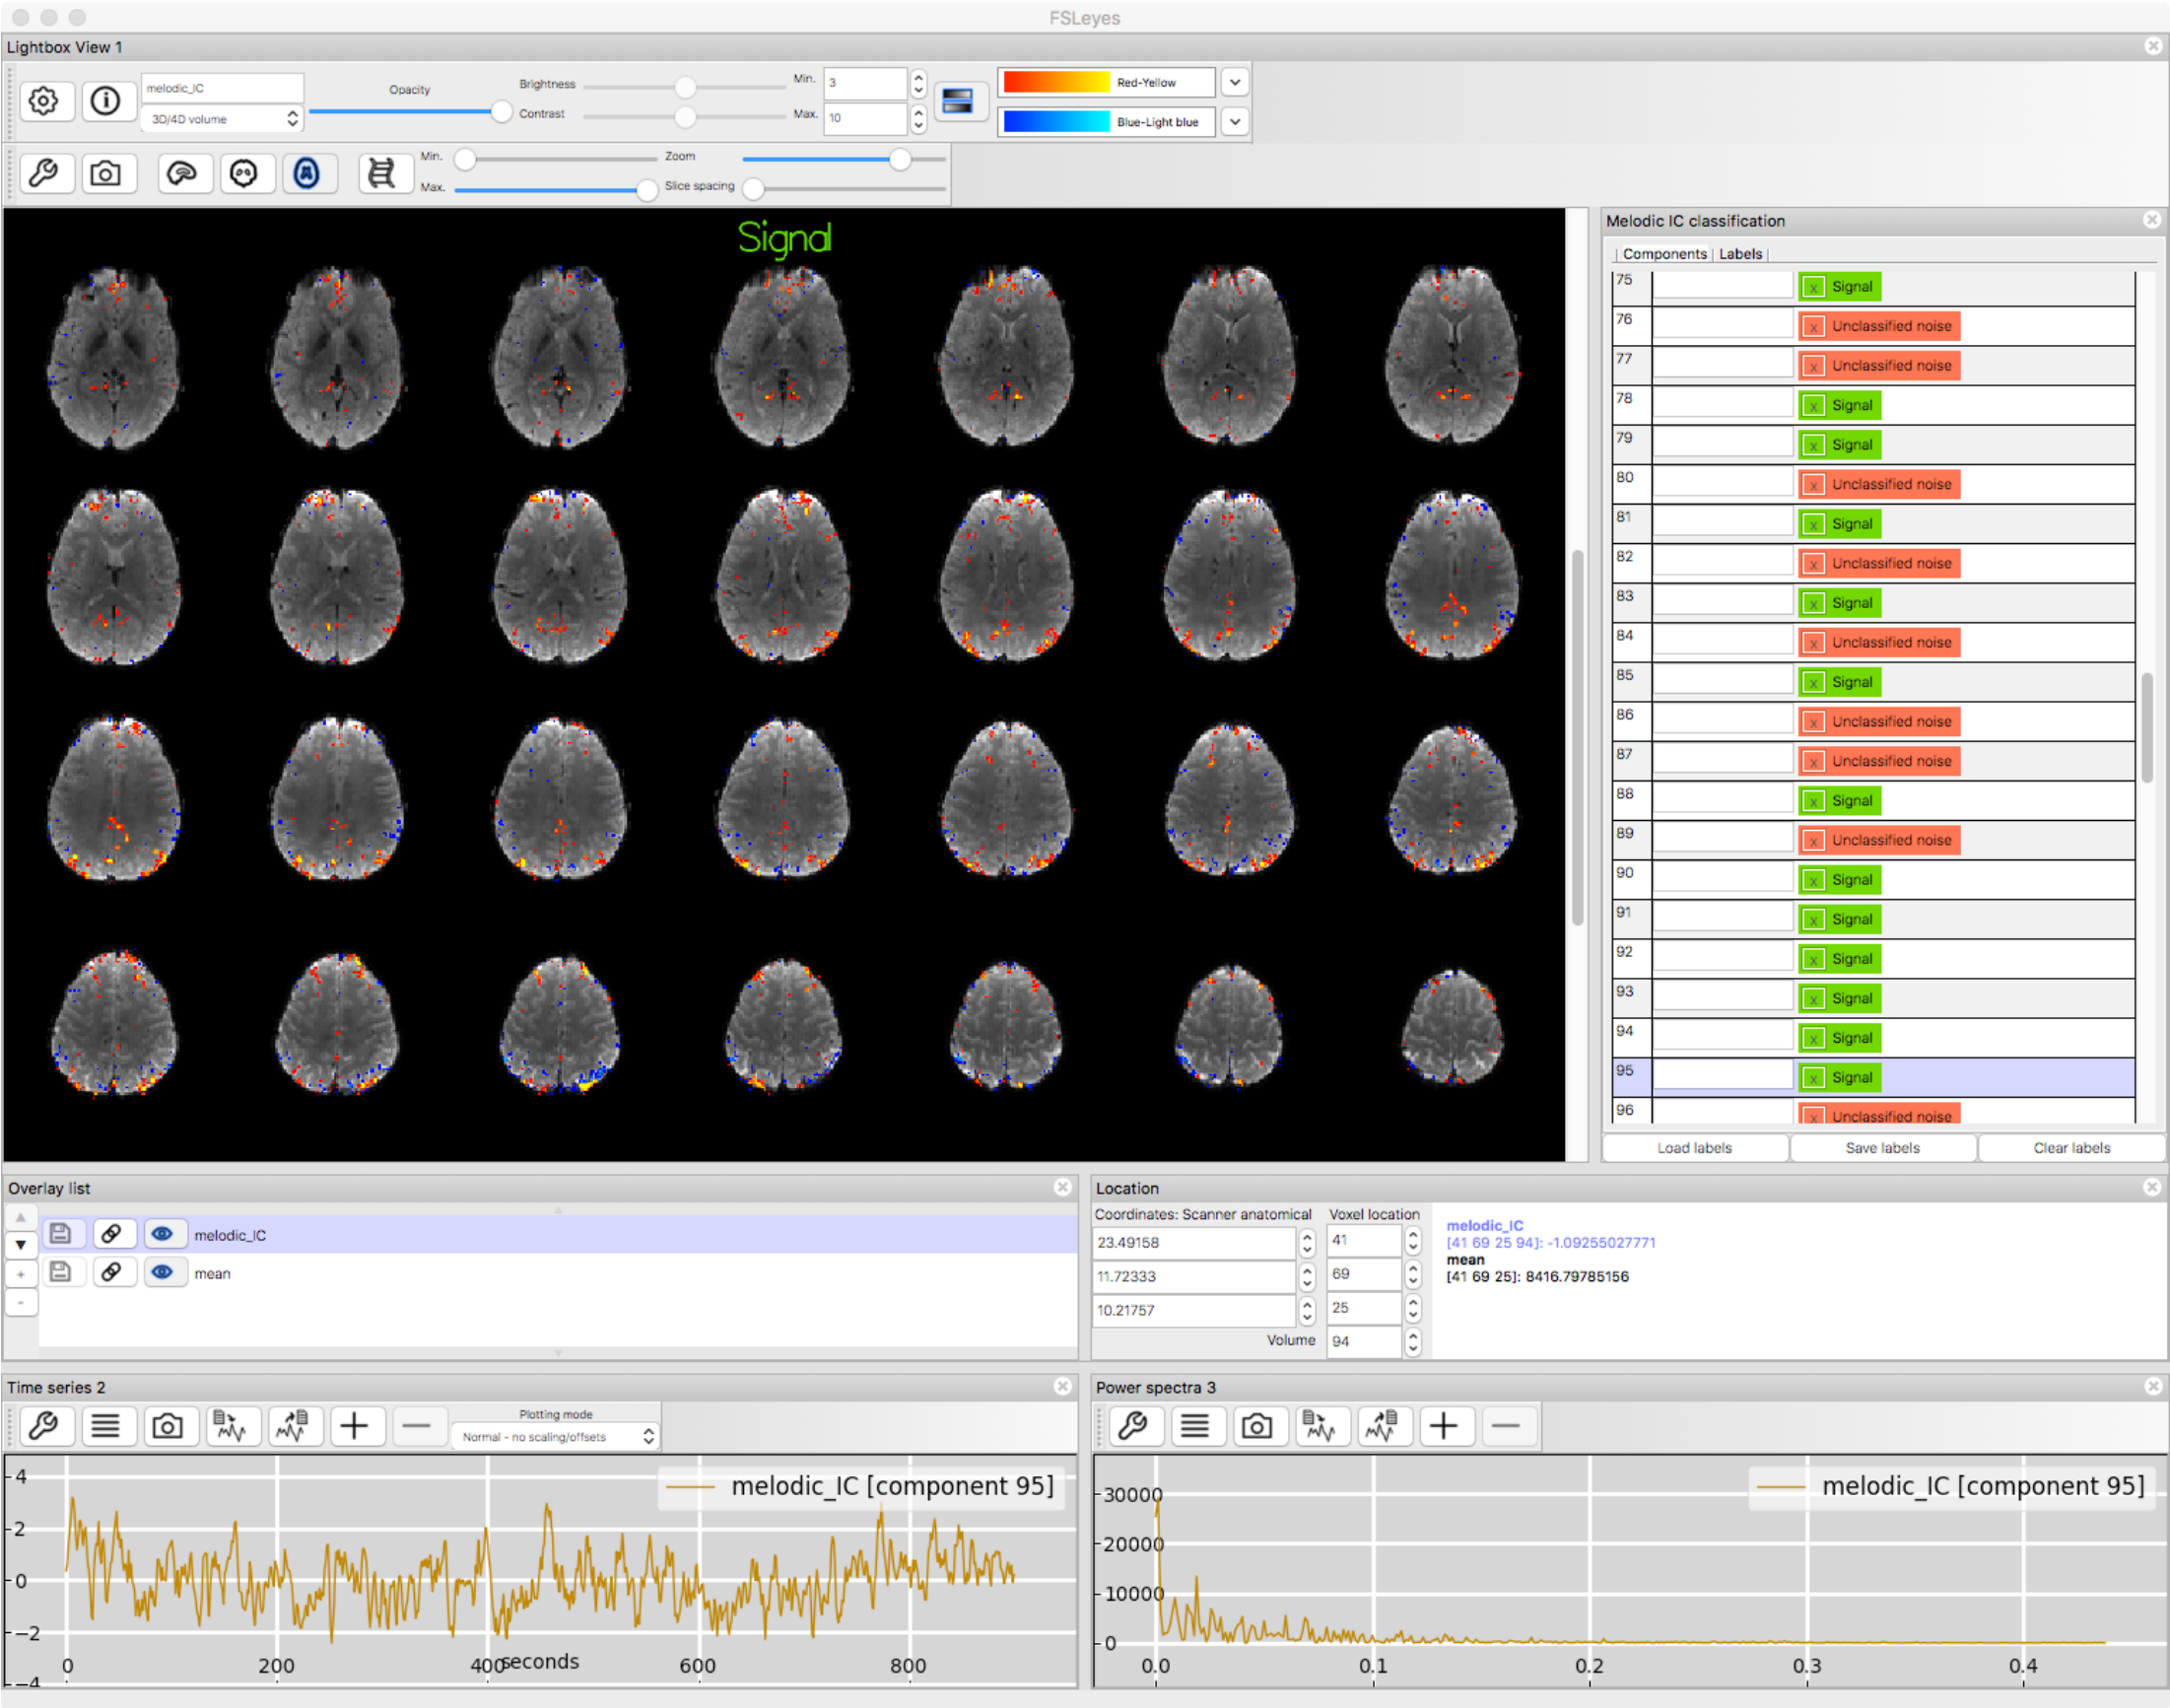 FSLeyes
Lightbox View 1
melodic_IC
3D/4D volume
Opacity
Brightness
Contrast
Min. 3
Max. 10
Red-Yellow
Blue-Light blue
Min.
Max.
Zoom
Slice spacing
Signal
Melodic IC classification
Components Labels
75 x Signal
76 x Unclassified noise
77 x Unclassified noise
78 x Signal
79 x Signal
80 x Unclassified noise
81 x Signal
82 x Unclassified noise
83 x Signal
84 x Unclassified noise
85 x Signal
86 x Unclassified noise
87 x Unclassified noise
88 x Signal
89 x Unclassified noise
90 x Signal
91 x Signal
92 x Signal
93 x Signal
94 x Signal
95 x Signal
96 x Unclassified noise
Load labels Save labels Clear labels
Overlay list
melodic_IC
mean
Location
Coordinates: Scanner anatomical Voxel location
23.49158 41
11.72333 69
10.21757 25
Volume 94
melodic_IC
[41 69 25 94]: -1.09255027771
mean
[41 69 25]: 8416.79785156
Time series 2
Plotting mode
Normal - no scaling/offsets
melodic_IC [component 95]
4
2
0
−2
−4
0 200 400 600 800
seconds
Power spectra 3
melodic_IC [component 95]
30000
20000
10000
0
0.0 0.1 0.2 0.3 0.4